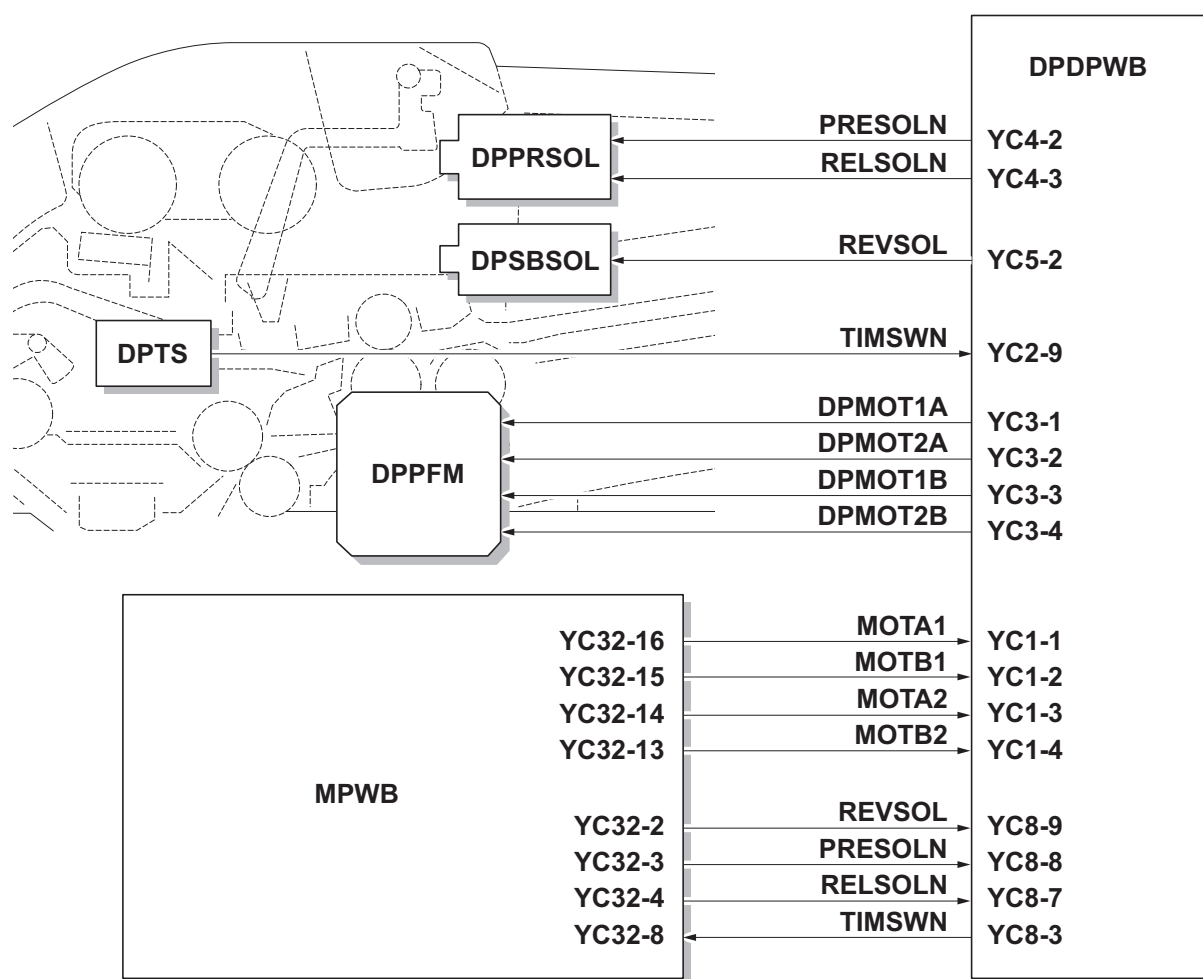 DPDPWB
DPPRSOL
PRESOLN
YC4-2
RELSOLN
YC4-3
DPSBSOL
REVSOL
YC5-2
DPTS
TIMSWN
YC2-9
DPPFM
DPMOT1A
YC3-1
DPMOT2A
YC3-2
DPMOT1B
YC3-3
DPMOT2B
YC3-4
MPWB
YC32-16
MOTA1
YC1-1
YC32-15
MOTB1
YC1-2
YC32-14
MOTA2
YC1-3
YC32-13
MOTB2
YC1-4
YC32-2
REVSOL
YC8-9
YC32-3
PRESOLN
YC8-8
YC32-4
RELSOLN
YC8-7
YC32-8
TIMSWN
YC8-3